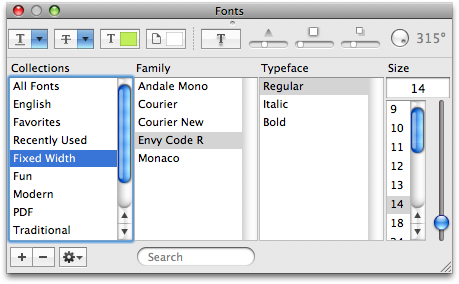 Fonts
T T T T 315°
Collections Family Typeface Size
All Fonts
English
Favorites
Recently Used
Fixed Width
Fun
Modern
PDF
Traditional
Andale Mono
Courier
Courier New
Envy Code R
Monaco
Regular
Italic
Bold
14
9
10
11
12
13
14
18
Search